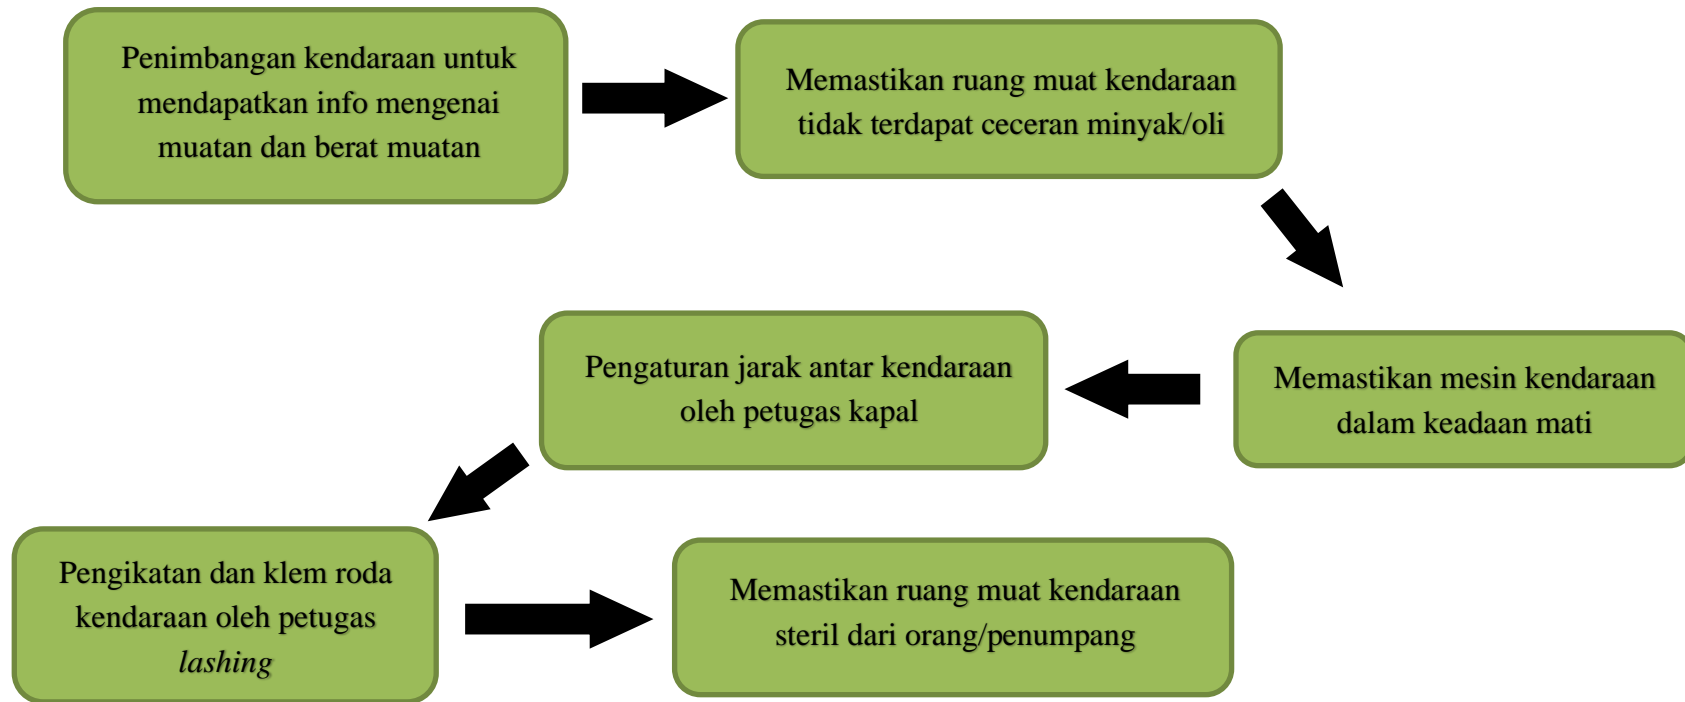 Penimbangan kendaraan untuk
mendapatkan info mengenai
muatan dan berat muatan
Memastikan ruang muat kendaraan
tidak terdapat ceceran minyak/oli
Memastikan mesin kendaraan
dalam keadaan mati
Pengaturan jarak antar kendaraan
oleh petugas kapal
Pengikatan dan klem roda
kendaraan oleh petugas
lashing
Memastikan ruang muat kendaraan
steril dari orang/penumpang